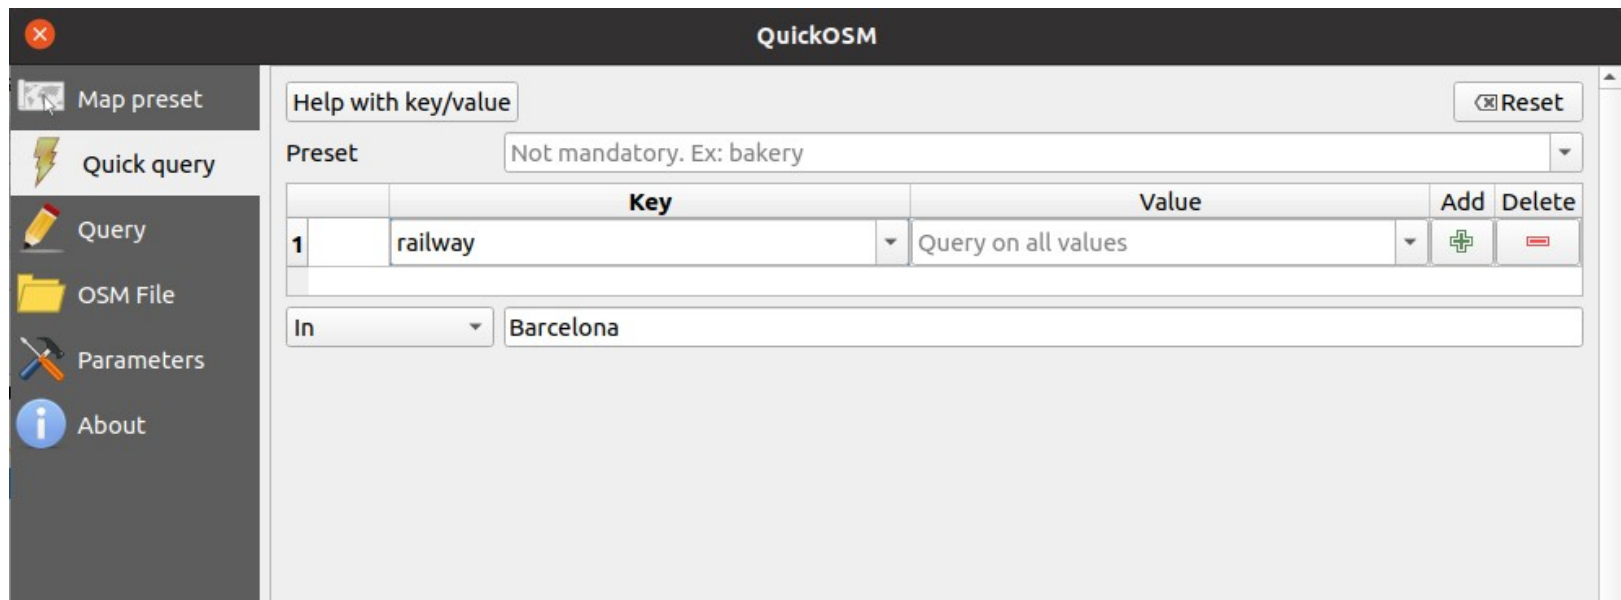 QuickOSM
Map preset
Quick query
Query
OSM File
Parameters
About
Help with key/value
Reset
Preset
Not mandatory. Ex: bakery
Key Value Add Delete
1 railway Query on all values
In Barcelona